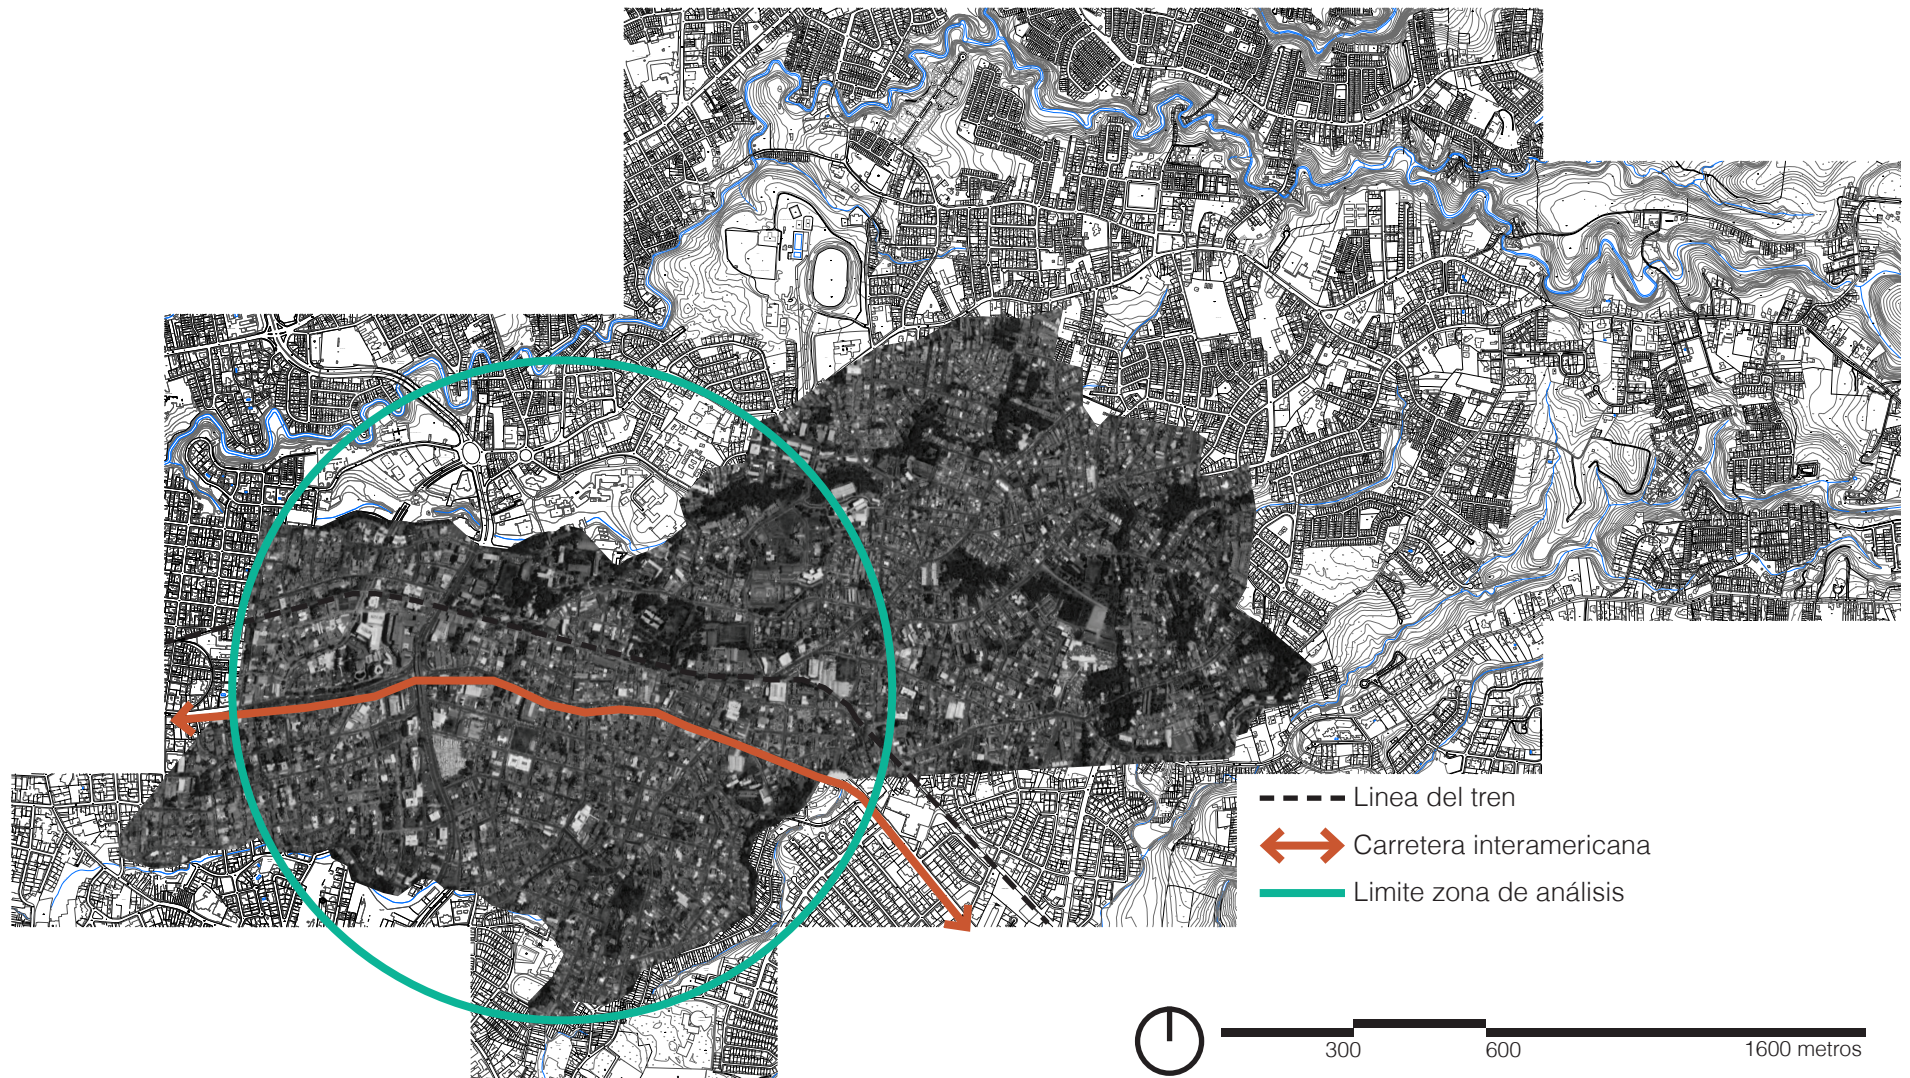 Linea del tren
Carretera interamericana
Limite zona de análisis
300 600 1600 metros